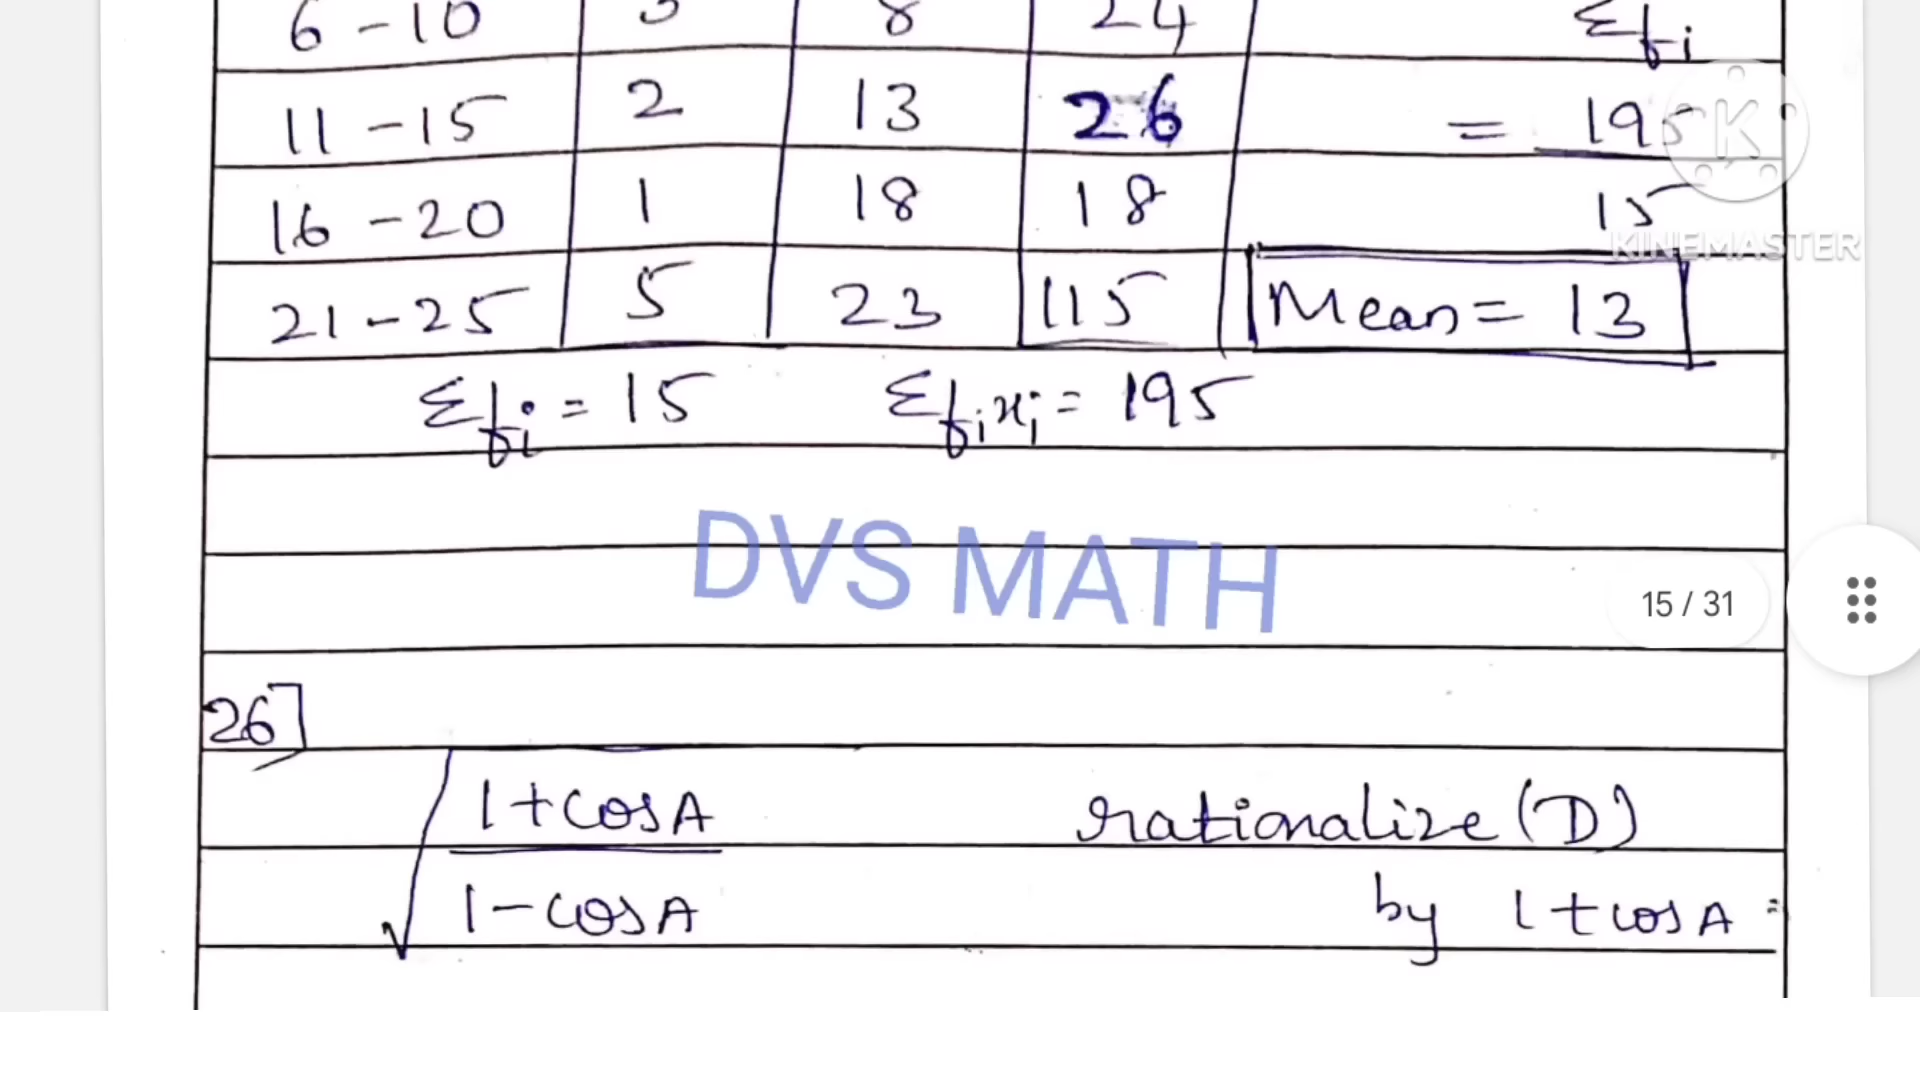 6 - 10 3 8 24 Σfi
11 - 15 2 13 26 = 195
16 - 20 1 18 18 15
KINEMASTER
21 - 25 5 23 115 Mean = 13
Σfi = 15 Σfixi = 195
DVS MATH
15 / 31
26]
√ 1 + cosA rationalize (D)
1 - cosA by 1 + cosA =